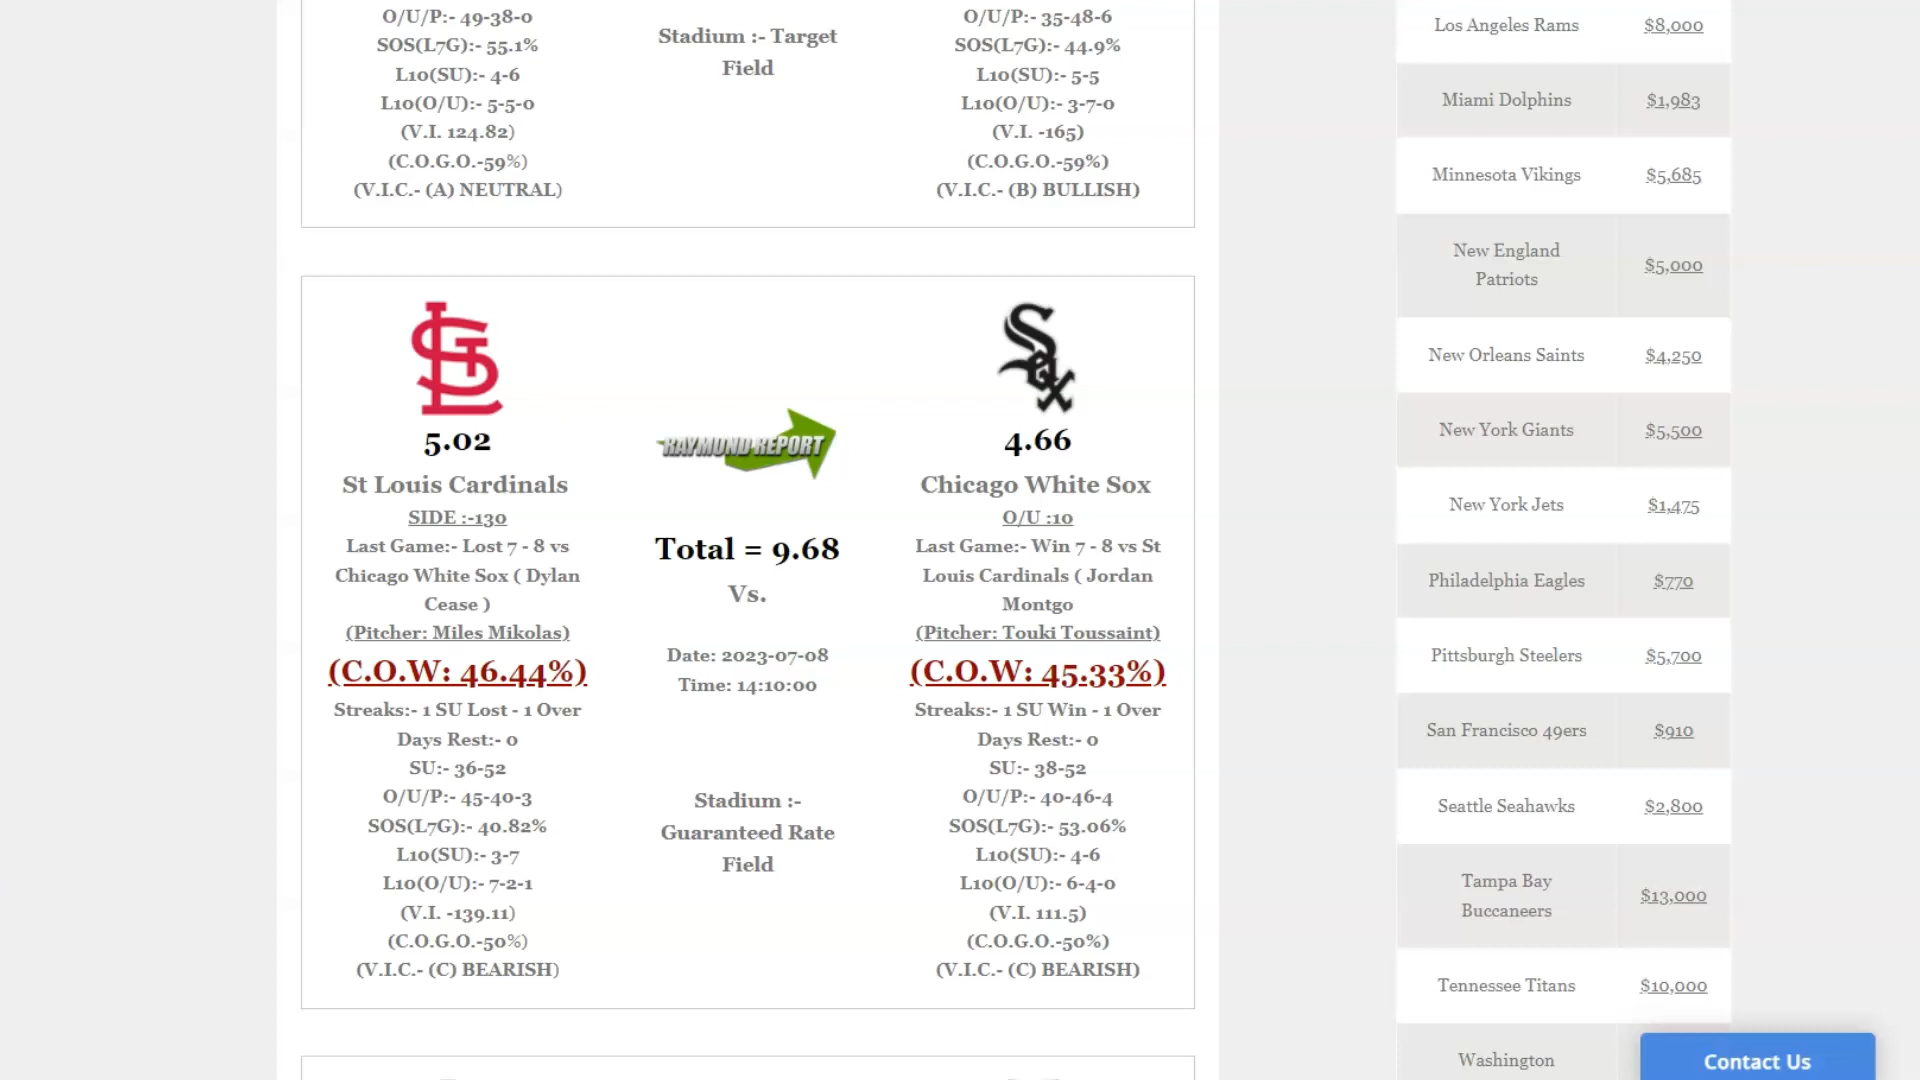 O/U/P:- 49-38-0
SOS(L7G):- 55.1%
L10(SU):- 4-6
L10(O/U):- 5-5-0
(V.I. 124.82)
(C.O.G.O.-59%)
(V.I.C.- (A) NEUTRAL)
Stadium :- Target
Field
O/U/P:- 35-48-6
SOS(L7G):- 44.9%
L10(SU):- 5-5
L10(O/U):- 3-7-0
(V.I. -165)
(C.O.G.O.-59%)
(V.I.C.- (B) BULLISH)
5.02
St Louis Cardinals
SIDE :-130
Last Game:- Lost 7 - 8 vs
Chicago White Sox ( Dylan
Cease )
(Pitcher: Miles Mikolas)
(C.O.W: 46.44%)
Streaks:- 1 SU Lost - 1 Over
Days Rest:- 0
SU:- 36-52
O/U/P:- 45-40-3
SOS(L7G):- 40.82%
L10(SU):- 3-7
L10(O/U):- 7-2-1
(V.I. -139.11)
(C.O.G.O.-50%)
(V.I.C.- (C) BEARISH)
RAYMOND REPORT
Total = 9.68
Vs.
Date: 2023-07-08
Time: 14:10:00
Stadium :-
Guaranteed Rate
Field
Sox
4.66
Chicago White Sox
O/U :10
Last Game:- Win 7 - 8 vs St
Louis Cardinals ( Jordan
Montgo
(Pitcher: Touki Toussaint)
(C.O.W: 45.33%)
Streaks:- 1 SU Win - 1 Over
Days Rest:- 0
SU:- 38-52
O/U/P:- 40-46-4
SOS(L7G):- 53.06%
L10(SU):- 4-6
L10(O/U):- 6-4-0
(V.I. 111.5)
(C.O.G.O.-50%)
(V.I.C.- (C) BEARISH)
Los Angeles Rams $8,000
Miami Dolphins $1,983
Minnesota Vikings $5,685
New England
Patriots $5,000
New Orleans Saints $4,250
New York Giants $5,500
New York Jets $1,475
Philadelphia Eagles $770
Pittsburgh Steelers $5,700
San Francisco 49ers $910
Seattle Seahawks $2,800
Tampa Bay
Buccaneers $13,000
Tennessee Titans $10,000
Washington
Contact Us